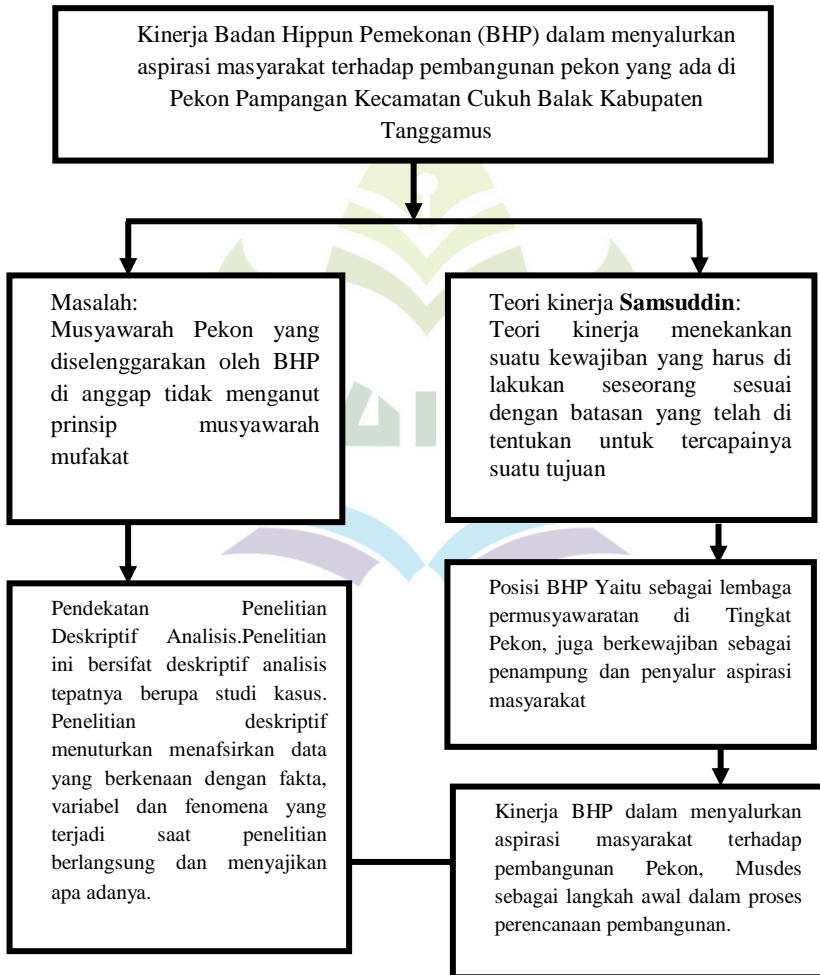 Kinerja Badan Hippun Pemekonan (BHP) dalam menyalurkan
aspirasi masyarakat terhadap pembangunan pekon yang ada di
Pekon Pampangan Kecamatan Cukuh Balak Kabupaten
Tanggamus
Masalah:
Musyawarah Pekon yang
diselenggarakan oleh BHP
di anggap tidak menganut
prinsip musyawarah
mufakat
Teori kinerja Samsuddin:
Teori kinerja menekankan
suatu kewajiban yang harus di
lakukan seseorang sesuai
dengan batasan yang telah di
tentukan untuk tercapainya
suatu tujuan
Pendekatan Penelitian
Deskriptif Analisis.Penelitian
ini bersifat deskriptif analisis
tepatnya berupa studi kasus.
Penelitian deskriptif
menuturkan menafsirkan data
yang berkenaan dengan fakta,
variabel dan fenomena yang
terjadi saat penelitian
berlangsung dan menyajikan
apa adanya.
Posisi BHP Yaitu sebagai lembaga
permusyawaratan di Tingkat
Pekon, juga berkewajiban sebagai
penampung dan penyalur aspirasi
masyarakat
Kinerja BHP dalam menyalurkan
aspirasi masyarakat terhadap
pembangunan Pekon, Musdes
sebagai langkah awal dalam proses
perencanaan pembangunan.